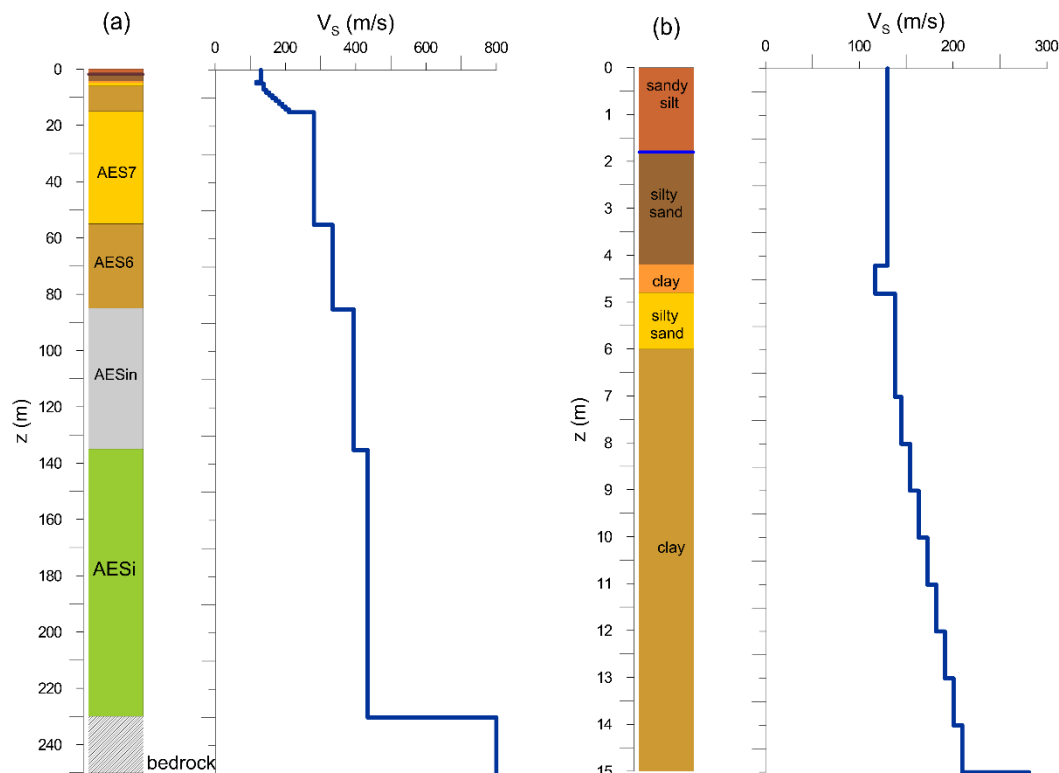 (a)
V_S (m/s)
0 200 400 600 800
0
20
40
60
80
100
120
140
160
180
200
220
240
z (m)
AES7
AES6
AESin
AESi
bedrock
(b)
V_S (m/s)
0 100 200 300
0
1
2
3
4
5
6
7
8
9
10
11
12
13
14
15
z (m)
sandy
silt
silty
sand
clay
silty
sand
clay